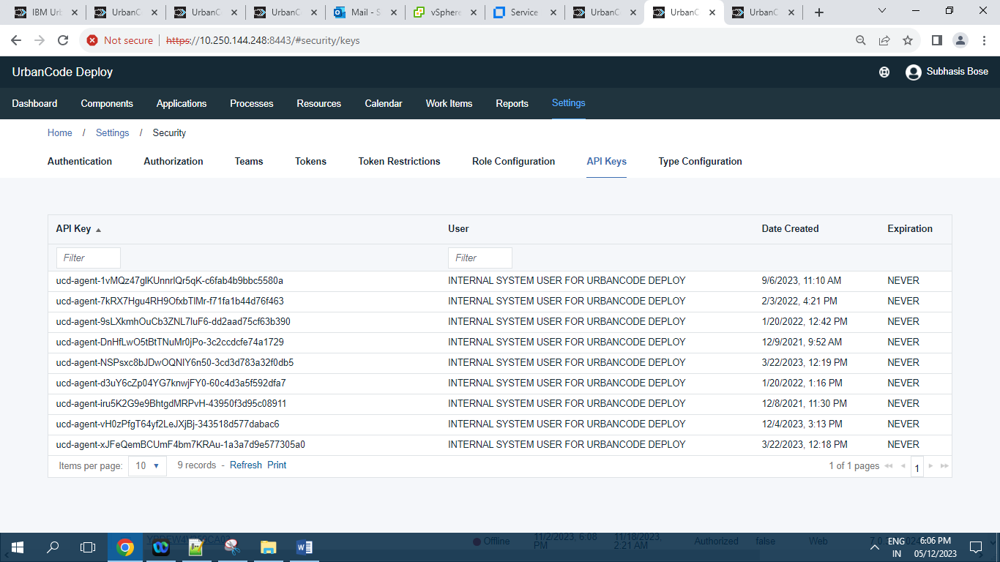 IBM Urb UrbanC UrbanC UrbanC Mail - S vSphere Service UrbanC UrbanC UrbanC
Not secure https://10.250.144.248:8443/#security/keys
UrbanCode Deploy Subhasis Bose
Dashboard Components Applications Processes Resources Calendar Work Items Reports Settings
Home / Settings / Security
Authentication Authorization Teams Tokens Token Restrictions Role Configuration API Keys Type Configuration
API Key User Date Created Expiration
Filter Filter
ucd-agent-1vMQz47glKUnnrlQr5qK-c6fab4b9bbc5580a INTERNAL SYSTEM USER FOR URBANCODE DEPLOY 9/6/2023, 11:10 AM NEVER
ucd-agent-7kRX7Hgu4RH9OfxbTlMr-f71fa1b44d76f463 INTERNAL SYSTEM USER FOR URBANCODE DEPLOY 2/3/2022, 4:21 PM NEVER
ucd-agent-9sLXkmhOuCb3ZNL7luF6-dd2aad75cf63b390 INTERNAL SYSTEM USER FOR URBANCODE DEPLOY 1/20/2022, 12:42 PM NEVER
ucd-agent-DnHfLwO5tBtTNuMr0jPo-3c2ccdcfe74a1729 INTERNAL SYSTEM USER FOR URBANCODE DEPLOY 12/9/2021, 9:52 AM NEVER
ucd-agent-NSPsxc8bJDwOQNlY6n50-3cd3d783a32f0db5 INTERNAL SYSTEM USER FOR URBANCODE DEPLOY 3/22/2023, 12:19 PM NEVER
ucd-agent-d3uY6cZp04YG7knwjFY0-60c4d3a5f592dfa7 INTERNAL SYSTEM USER FOR URBANCODE DEPLOY 1/20/2022, 1:16 PM NEVER
ucd-agent-iru5K2G9e9BhtgdMRPvH-43950f3d95c08911 INTERNAL SYSTEM USER FOR URBANCODE DEPLOY 12/8/2021, 11:30 PM NEVER
ucd-agent-vH0zPfgT64yf2LeJXjBj-343518d577dabac6 INTERNAL SYSTEM USER FOR URBANCODE DEPLOY 12/4/2023, 3:13 PM NEVER
ucd-agent-xJFeQemBCUmF4bm7KRAu-1a3a7d9e577305a0 INTERNAL SYSTEM USER FOR URBANCODE DEPLOY 3/22/2023, 12:18 PM NEVER
Items per page: 10 9 records - Refresh Print 1 of 1 pages 1
Offline 11/2/2023, 6:08 PM 11/18/2023, 2:21 AM Authorized false Web
ENG 6:06 PM
IN 05/12/2023